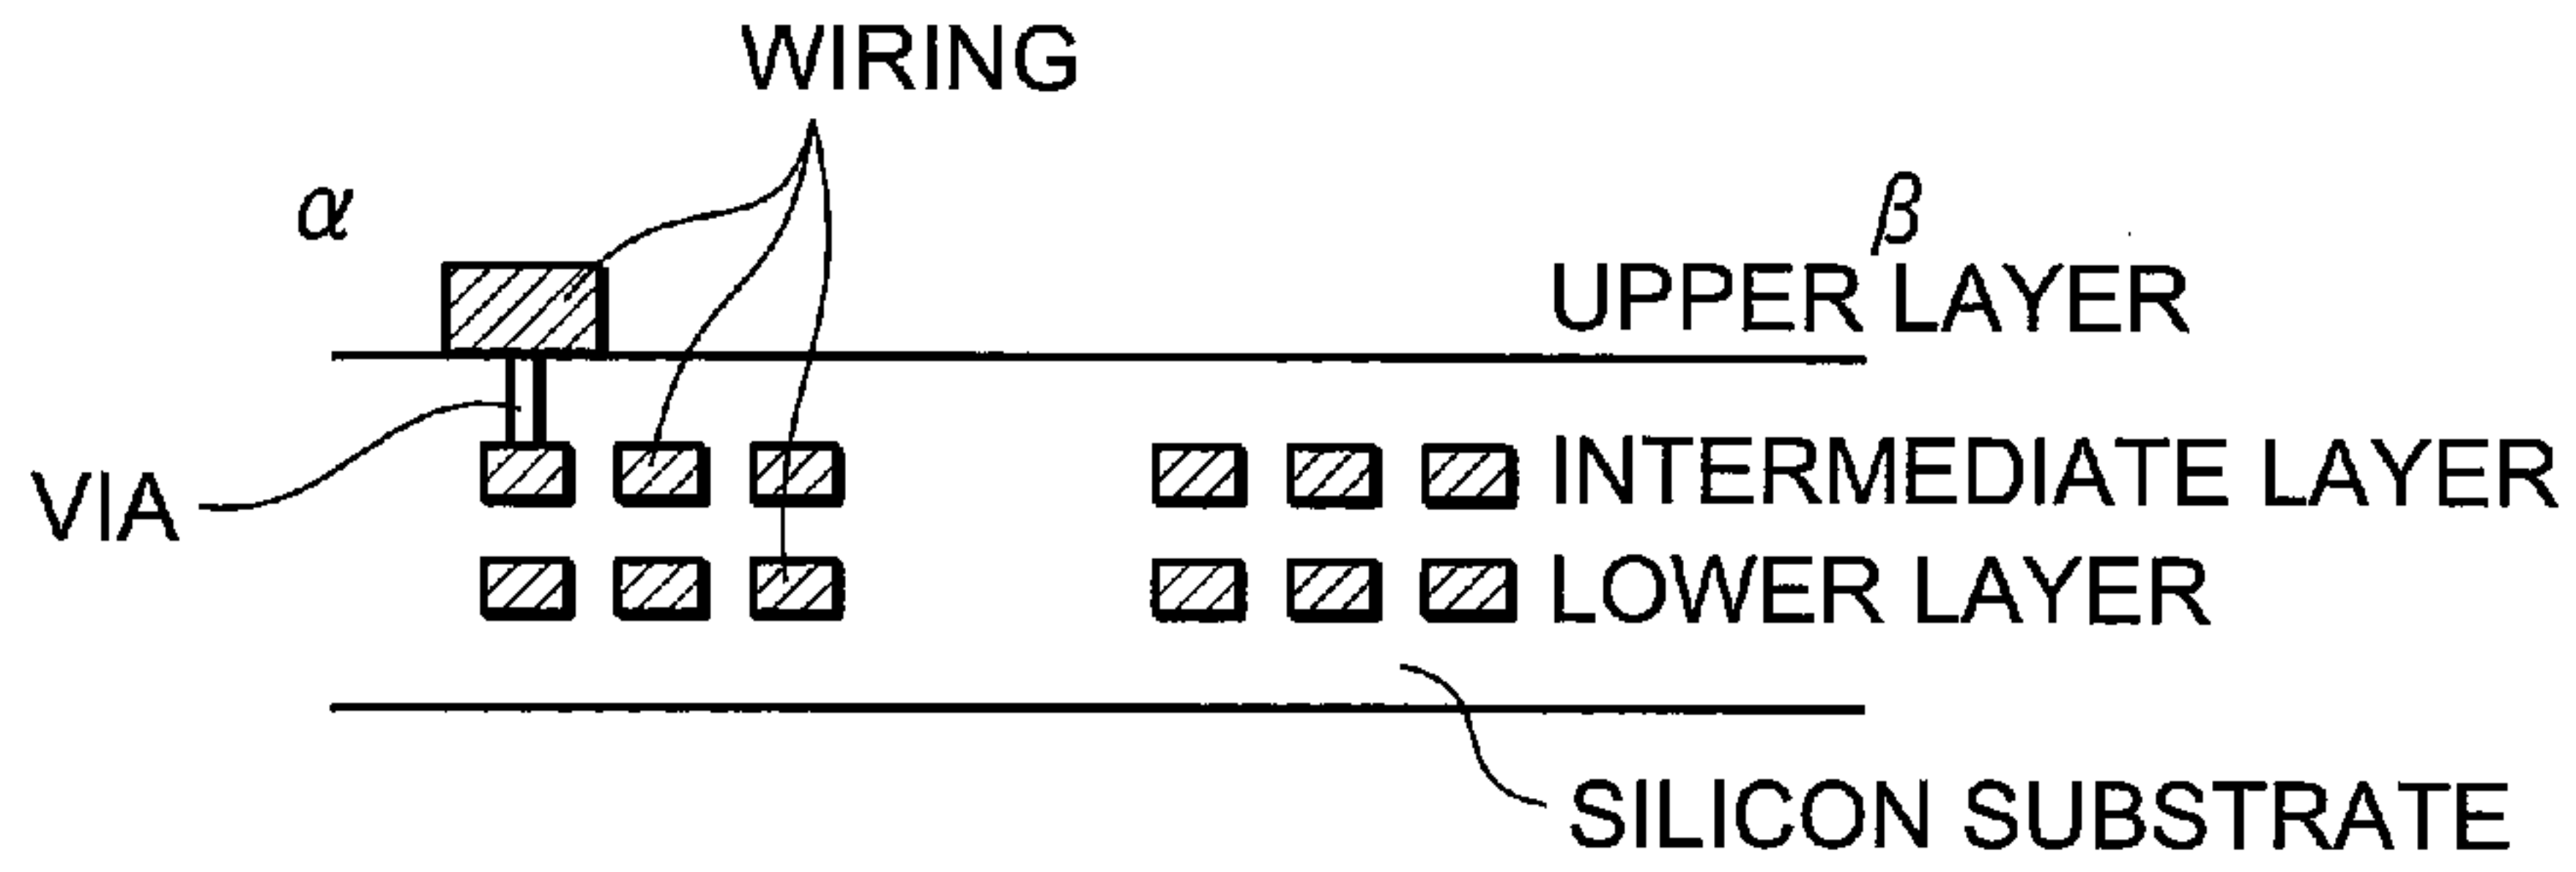 WIRING
α
β
UPPER LAYER
VIA
INTERMEDIATE LAYER
LOWER LAYER
SILICON SUBSTRATE